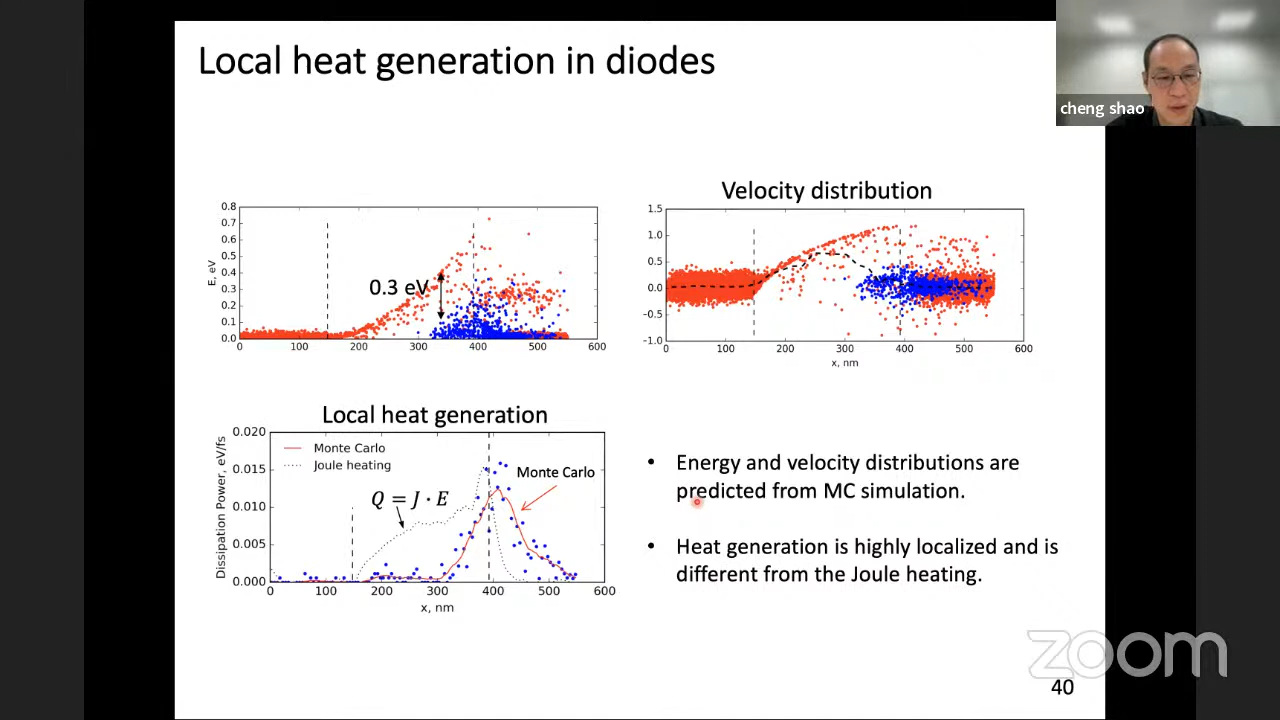 Local heat generation in diodes
cheng shao
Velocity distribution
E, eV
0.8
0.7
0.6
0.5
0.4
0.3
0.2
0.1
0.0
0.3 eV
0 100 200 300 400 500 600
1.5
1.0
0.5
0.0
-0.5
-1.0
0 100 200 300 400 500 600
x, nm
Local heat generation
Dissipation Power, eV/fs
0.020
0.015
0.010
0.005
0.000
Monte Carlo
Joule heating
Q = J · E
Monte Carlo
0 100 200 300 400 500 600
x, nm
• Energy and velocity distributions are
predicted from MC simulation.
• Heat generation is highly localized and is
different from the Joule heating.
zoom
40